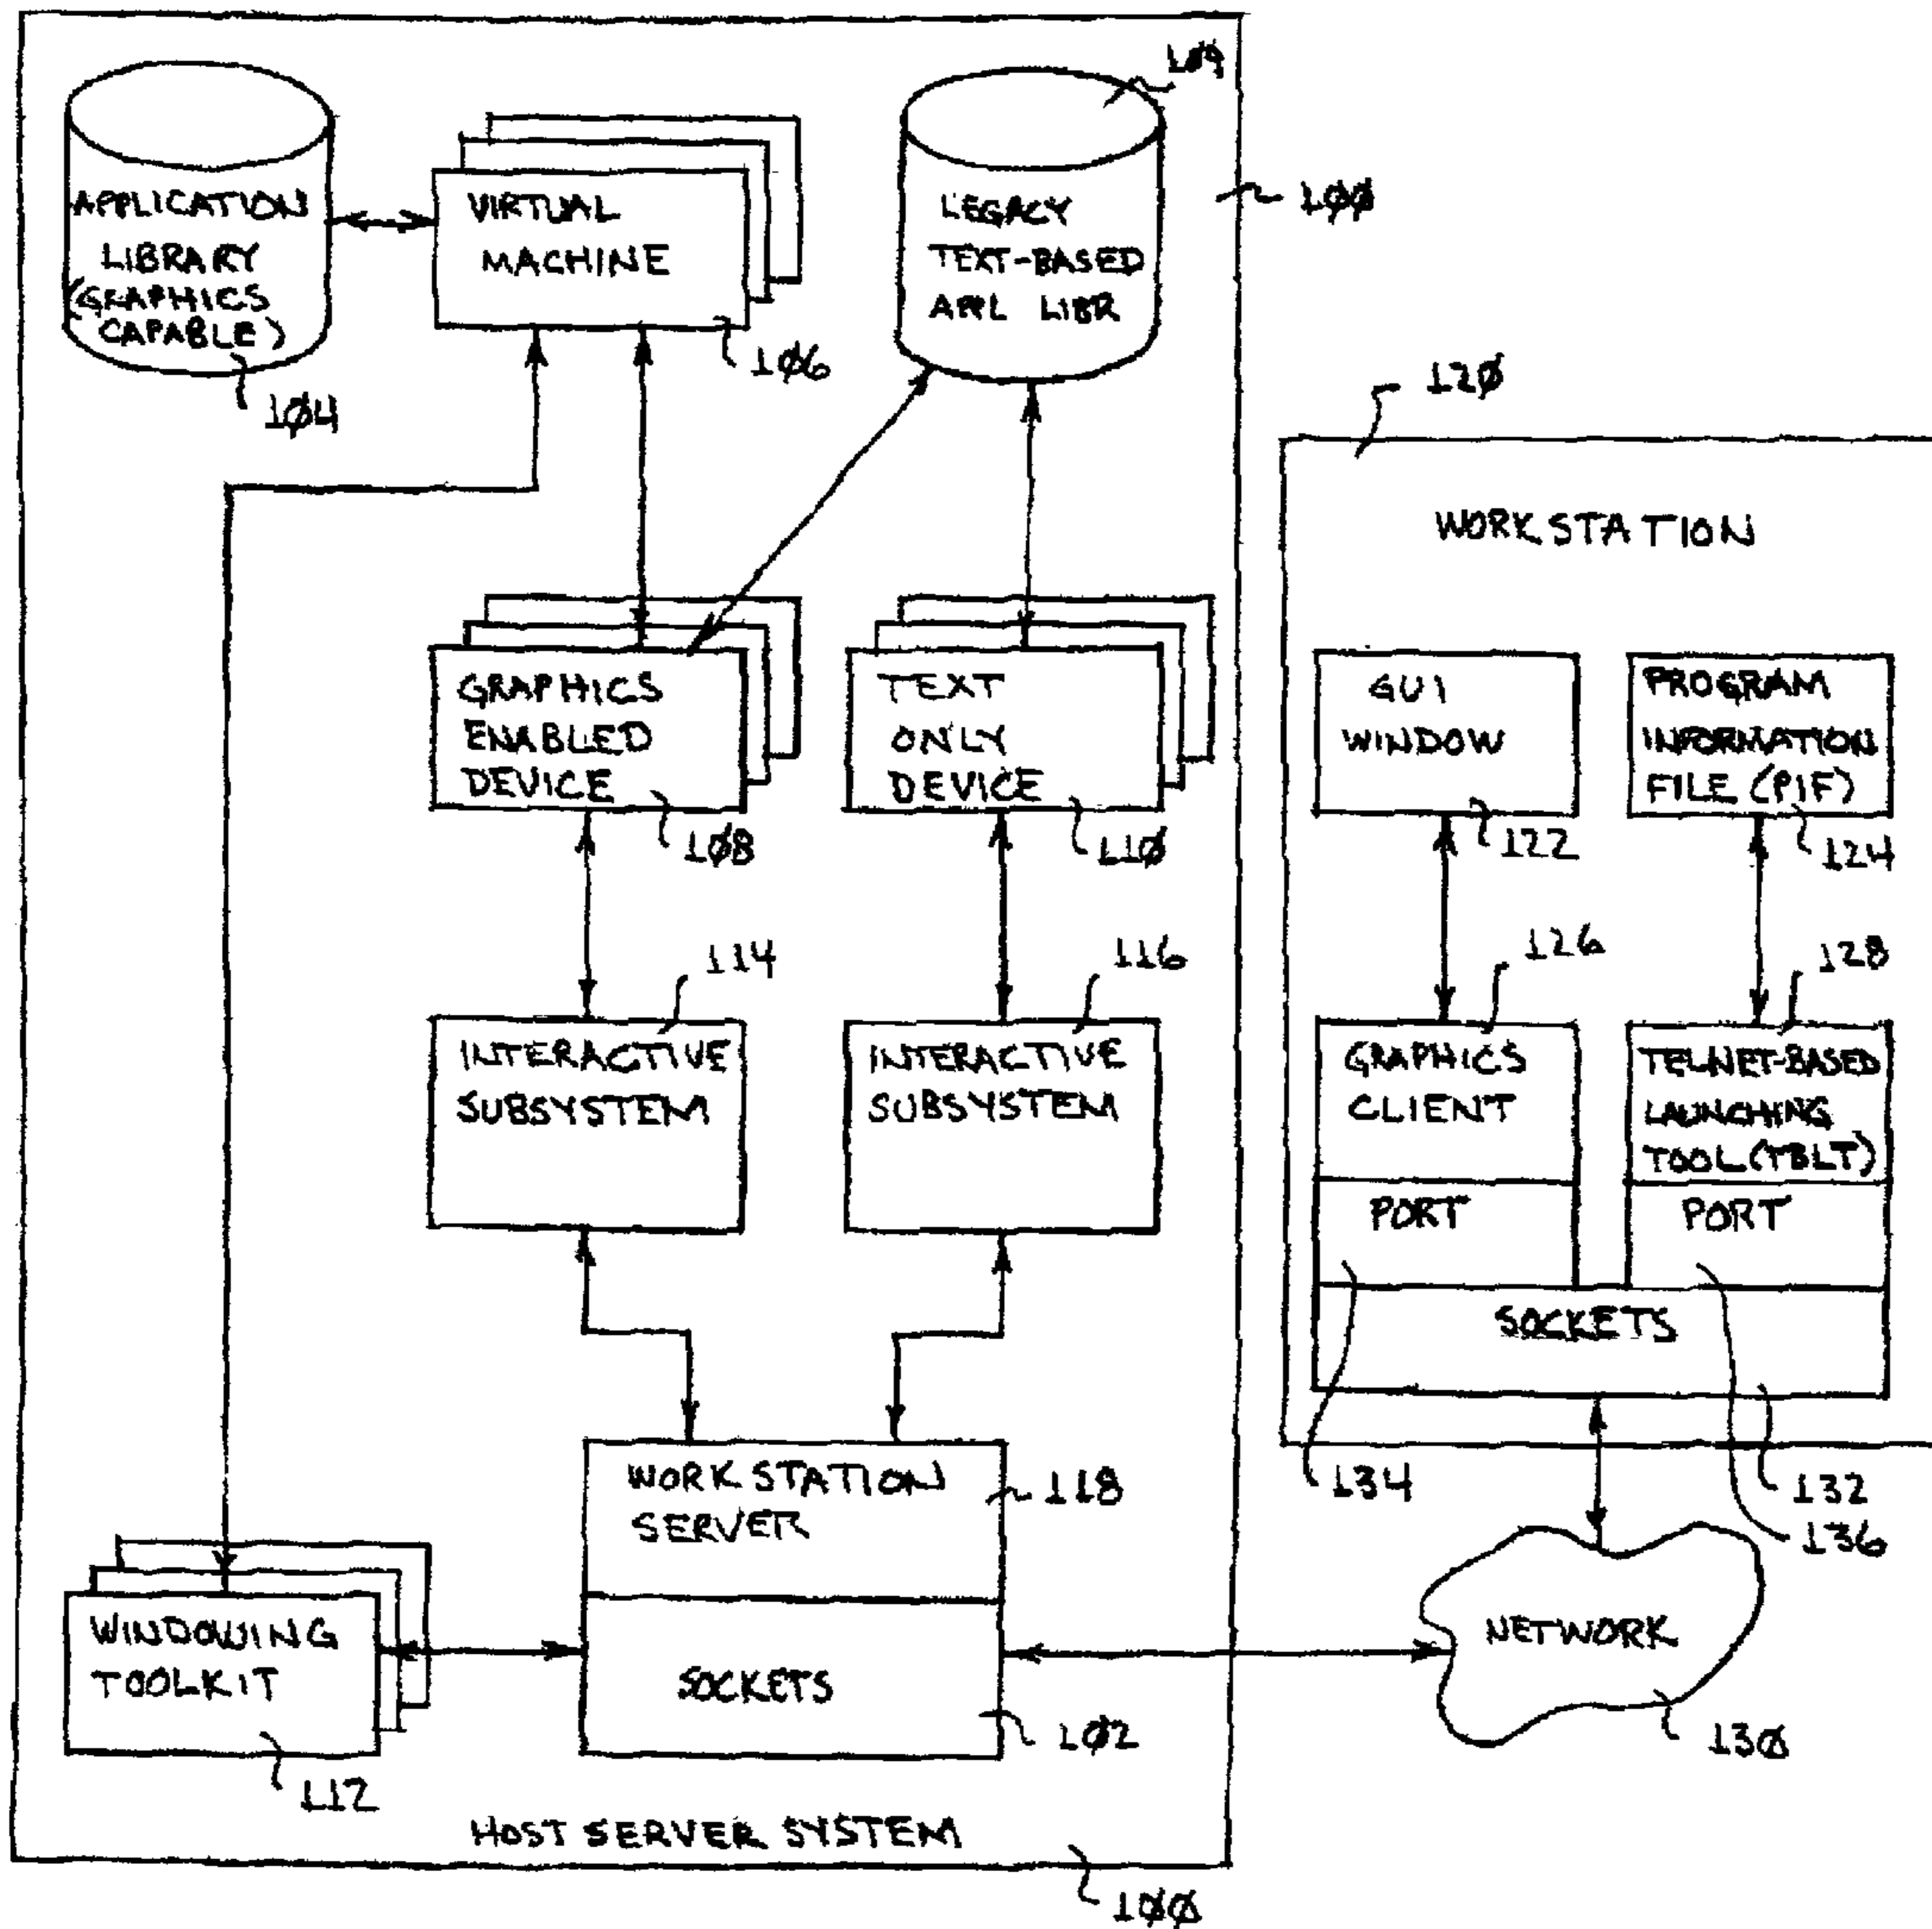 109
APPLICATION
LIBRARY
(GRAPHICS
CAPABLE)
104
VIRTUAL
MACHINE
106
LEGACY
TEXT-BASED
APPL LIBR
100
120
WORKSTATION
GRAPHICS
ENABLED
DEVICE
108
TEXT
ONLY
DEVICE
110
GUI
WINDOW
122
PROGRAM
INFORMATION
FILE (PIF)
124
114
INTERACTIVE
SUBSYSTEM
116
INTERACTIVE
SUBSYSTEM
126
GRAPHICS
CLIENT
PORT
128
TELNET-BASED
LAUNCHING
TOOL (TBLT)
PORT
SOCKETS
134
132
136
WORKSTATION
SERVER
118
SOCKETS
102
WINDOWING
TOOLKIT
112
NETWORK
130
HOST SERVER SYSTEM
100